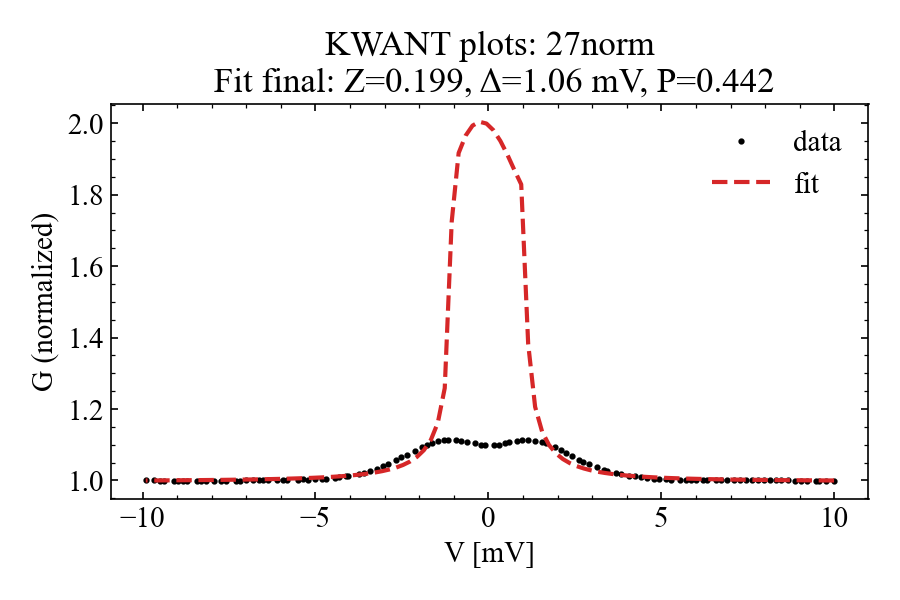 KWANT plots: 27norm
Fit final: Z=0.199, Δ=1.06 mV, P=0.442
data
fit
G (normalized)
2.0
1.8
1.6
1.4
1.2
1.0
−10 −5 0 5 10
V [mV]